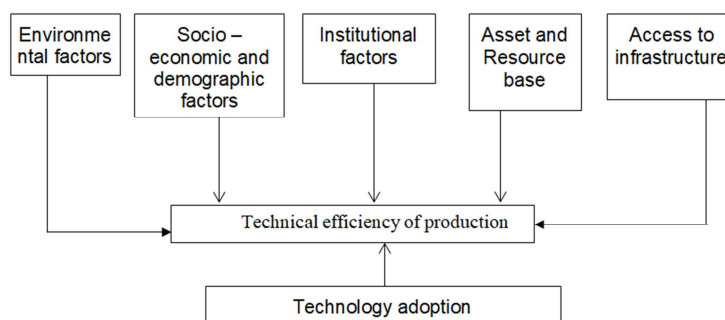 Environme
ntal factors
Socio –
economic and
demographic
factors
Institutional
factors
Asset and
Resource
base
Access to
infrastructure
Technical efficiency of production
Technology adoption